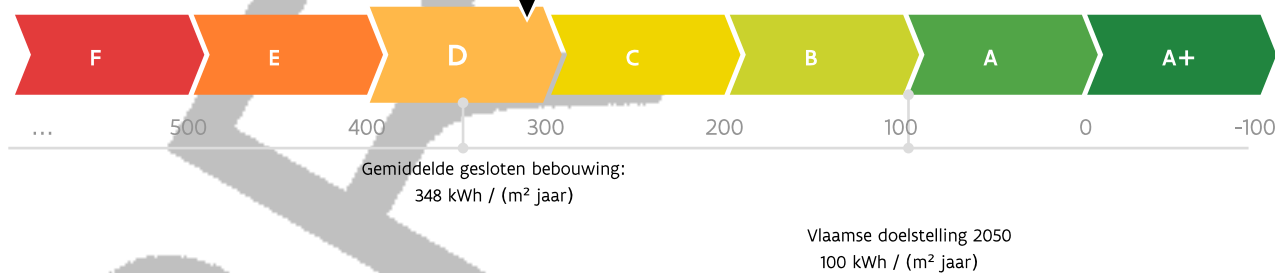 F E D C B A A+
... 500 400 300 200 100 0 -100
Gemiddelde gesloten bebouwing:
348 kWh / (m² jaar)
Vlaamse doelstelling 2050
100 kWh / (m² jaar)